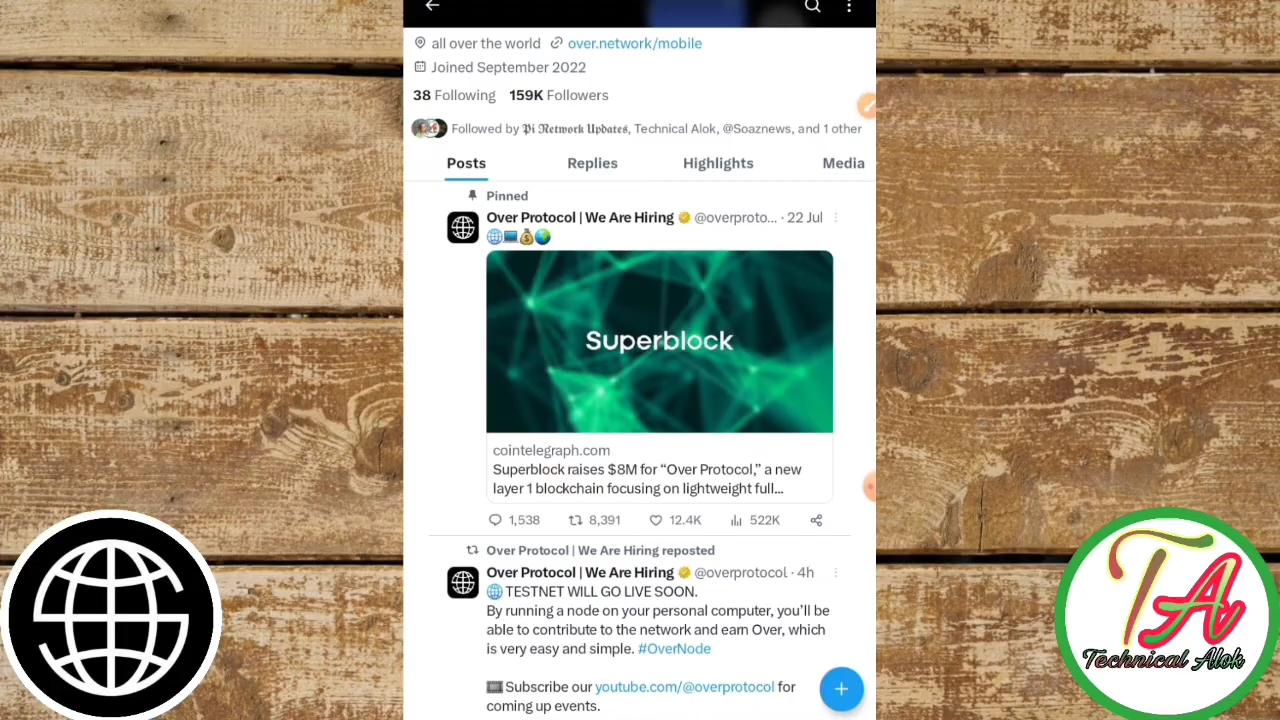 all over the world over.network/mobile
Joined September 2022
38 Following 159K Followers
Followed by 𝕻𝖎 𝕹𝖊𝖙𝖜𝖔𝖗𝖐 𝖀𝖕𝖉𝖆𝖙𝖊𝖘, Technical Alok, @Soaznews, and 1 other
Posts Replies Highlights Media
Pinned
Over Protocol | We Are Hiring @overproto... · 22 Jul
🌐💻💰🌍
Superblock
cointelegraph.com
Superblock raises $8M for “Over Protocol,” a new
layer 1 blockchain focusing on lightweight full...
1,538 8,391 12.4K 522K
Over Protocol | We Are Hiring reposted
Over Protocol | We Are Hiring @overprotocol · 4h
🌐 TESTNET WILL GO LIVE SOON.
By running a node on your personal computer, you’ll be
able to contribute to the network and earn Over, which
is very easy and simple. #OverNode
🎞️ Subscribe our youtube.com/@overprotocol for
coming up events.
TA
Technical Alok